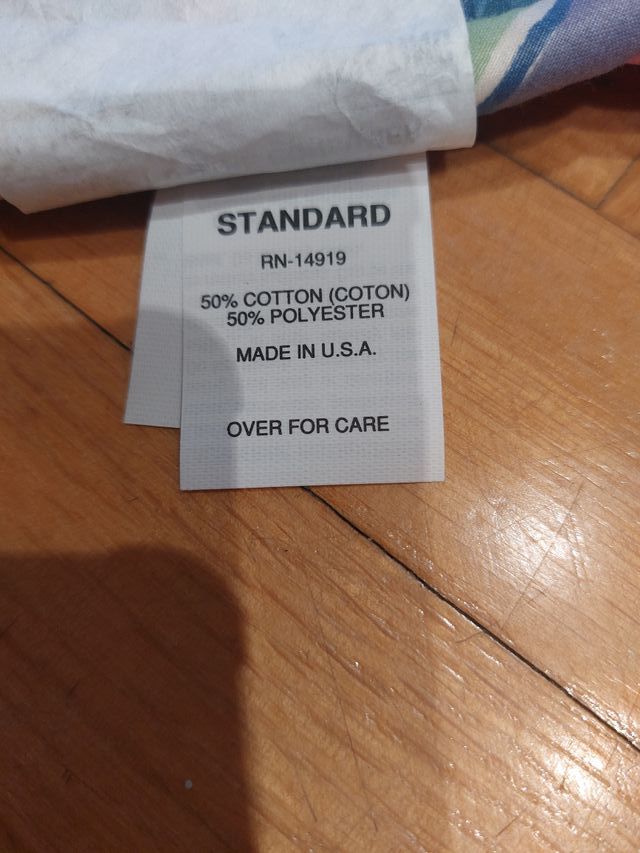 STANDARD
RN-14919
50% COTTON (COTON)
50% POLYESTER
MADE IN U.S.A.
OVER FOR CARE